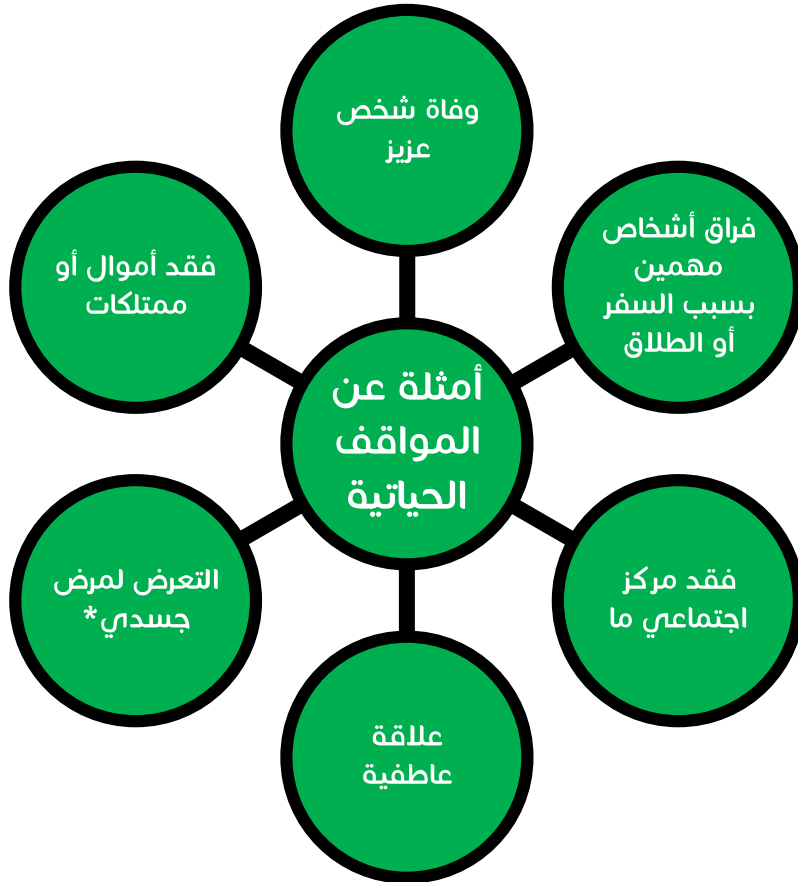 أمثلة عن
المواقف
الحياتية
وفاة شخص
عزيز
فراق أشخاص
مهمين
بسبب السفر
أو الطلاق
فقد مركز
اجتماعي ما
علاقة
عاطفية
التعرض لمرض
جسدي*
فقد أموال أو
ممتلكات